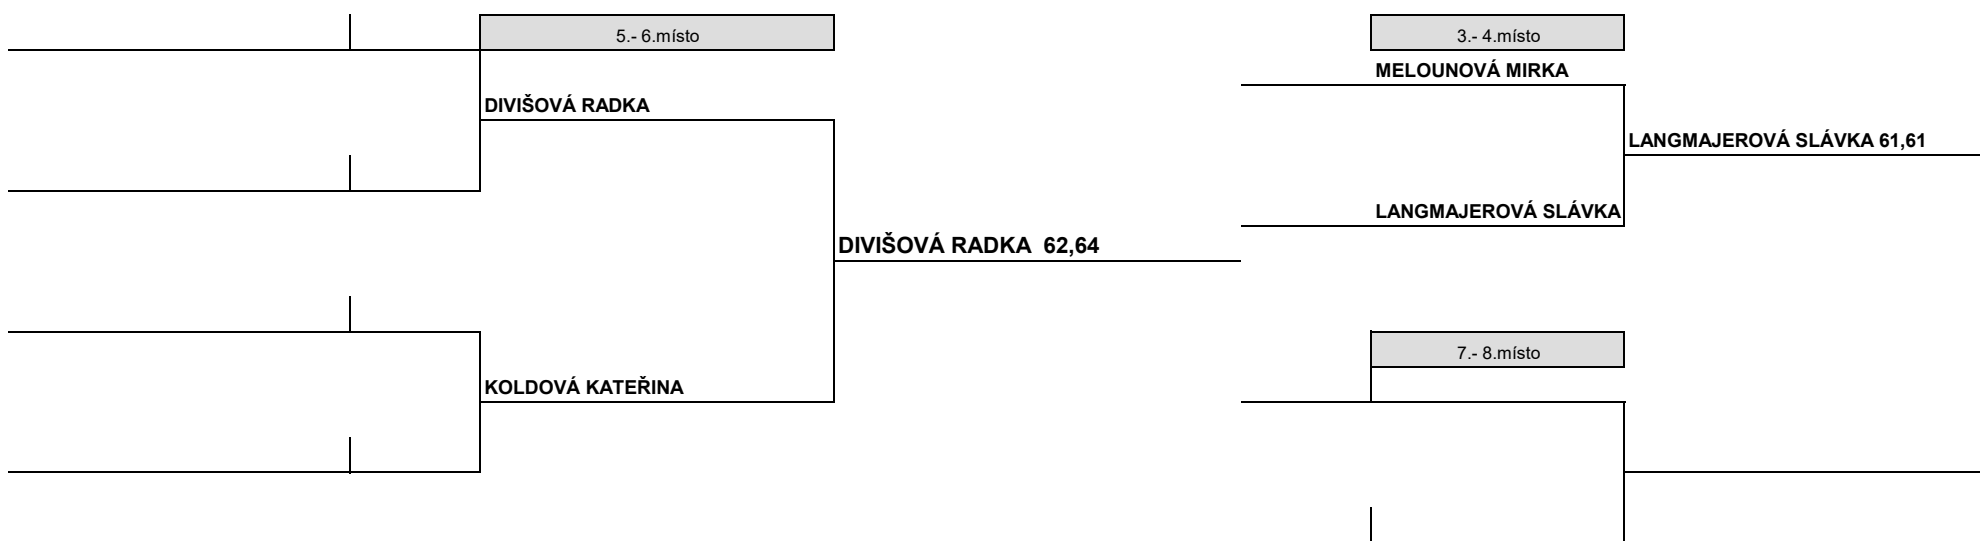 5.- 6.místo
3.- 4.místo
MELOUNOVÁ MIRKA
DIVIŠOVÁ RADKA
LANGMAJEROVÁ SLÁVKA 61,61
LANGMAJEROVÁ SLÁVKA
DIVIŠOVÁ RADKA  62,64
7.- 8.místo
KOLDOVÁ KATEŘINA